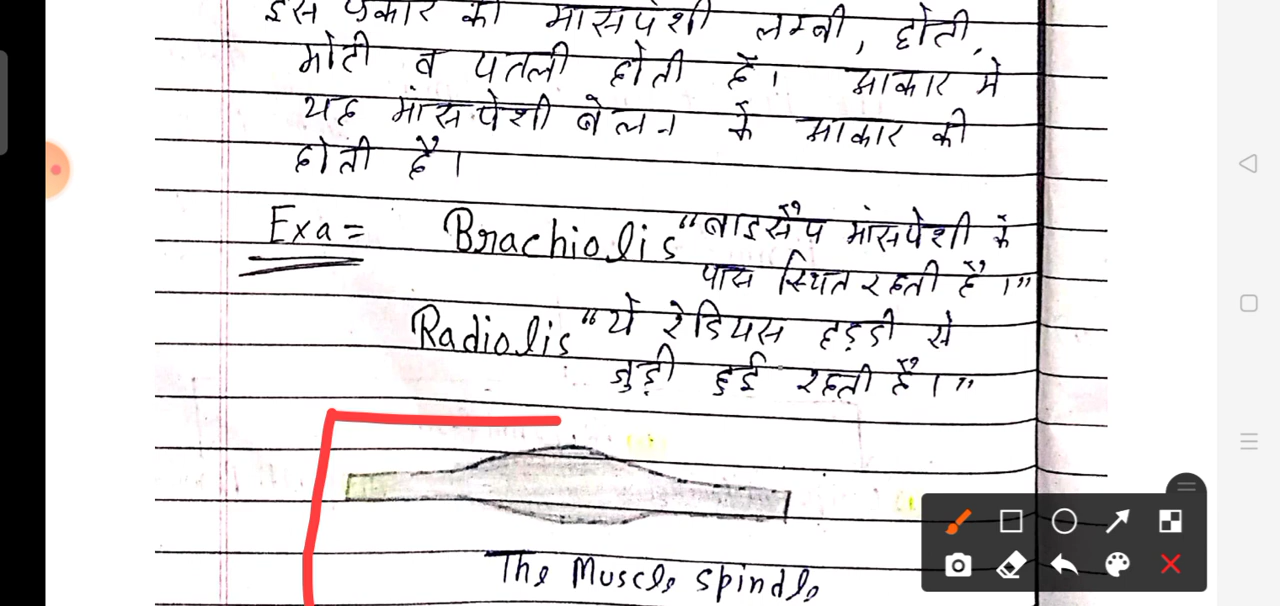 इस प्रकार की मांसपेशी लम्बी, होती,
मोटी व पतली होती है। आकार मे
यह मांसपेशी बेलन के आकार की
होती है।
Exa = Brachiolis "बाइसैप मांसपेशी के
पास स्थित रहती है।"
Radiolis "ये रेडियस हड्डी से
जुड़ी हुई रहती है।"
The Muscle spindle